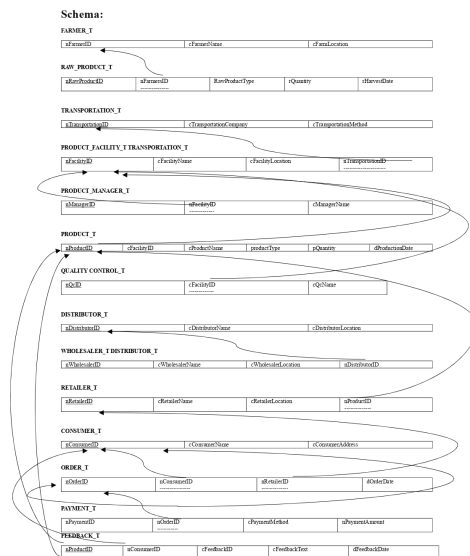 Schema:
FARMER_T
nFarmerID cFarmerName cFarmLocation
RAW_PRODUCT_T
nRawProductID nFarmersID RawProductType rQuantity rHarvestDate
TRANSPORTATION_T
nTransportationID cTransportationCompany cTransportationMethod
PRODUCT_FACILITY_T TRANSPORTATION_T
nFacilityID cFacilityName cFacilityLocation nTransportationID
PRODUCT_MANAGER_T
nManagerID nFacilityID cManagerName
PRODUCT_T
nProductID cFacilityID cProductName productType pQuantity dProductionDate
QUALITY CONTROL_T
nQcID cFacilityID cQcName
DISTRIBUTOR_T
nDistributorID cDistributorName cDistributorLocation
WHOLESALER_T DISTRIBUTOR_T
nWholesalerID cWholesalerName cWholesalerLocation nDistributorID
RETAILER_T
nRetailerID cRetailerName cRetailerLocation nProductID
CONSUMER_T
nConsumerID cConsumerName cConsumerAddress
ORDER_T
nOrderID nConsumerID nRetailerID dOrderDate
PAYMENT_T
nPaymentID nOrderID cPaymentMethod nPaymentAmount
FEEDBACK_T
nProductID nConsumerID cFeedbackID cFeedbackText dFeedbackDate